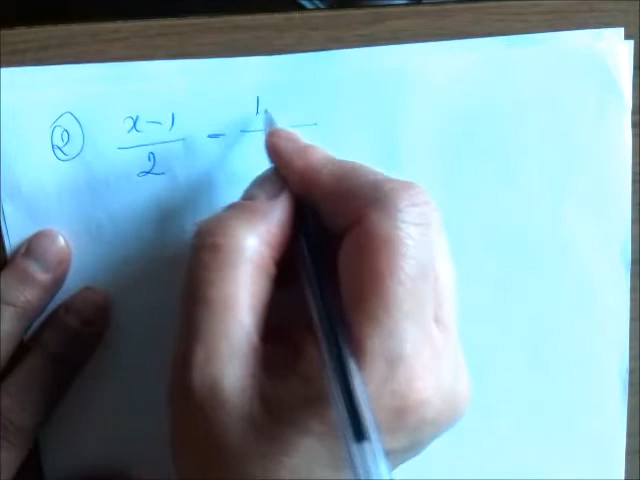 ② (x-1)/2 - 1